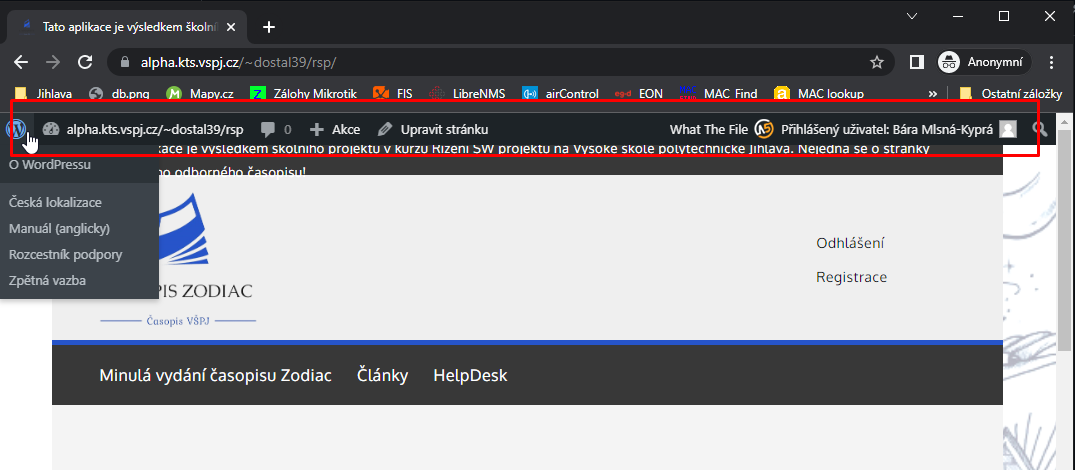 Tato aplikace je výsledkem školní
alpha.kts.vspj.cz/~dostal39/rsp/
Anonymní
Jihlava db.png Mapy.cz Zálohy Mikrotik FIS LibreNMS airControl EON MAC Find MAC lookup » Ostatní záložky
alpha.kts.vspj.cz/~dostal39/rsp 0 Akce Upravit stránku What The File Přihlášený uživatel: Bára Mlsná-Kyprá
kace je výsledkem školního projektu v kurzu Řízení SW projektů na Vysoké škole polytechnické Jihlava. Nejedná se o stránky
ho odborného časopisu!
O WordPressu
Česká lokalizace
Manuál (anglicky)
Rozcestník podpory
Zpětná vazba
PIS ZODIAC
Časopis VŠPJ
Odhlášení
Registrace
Minulá vydání časopisu Zodiac Články HelpDesk